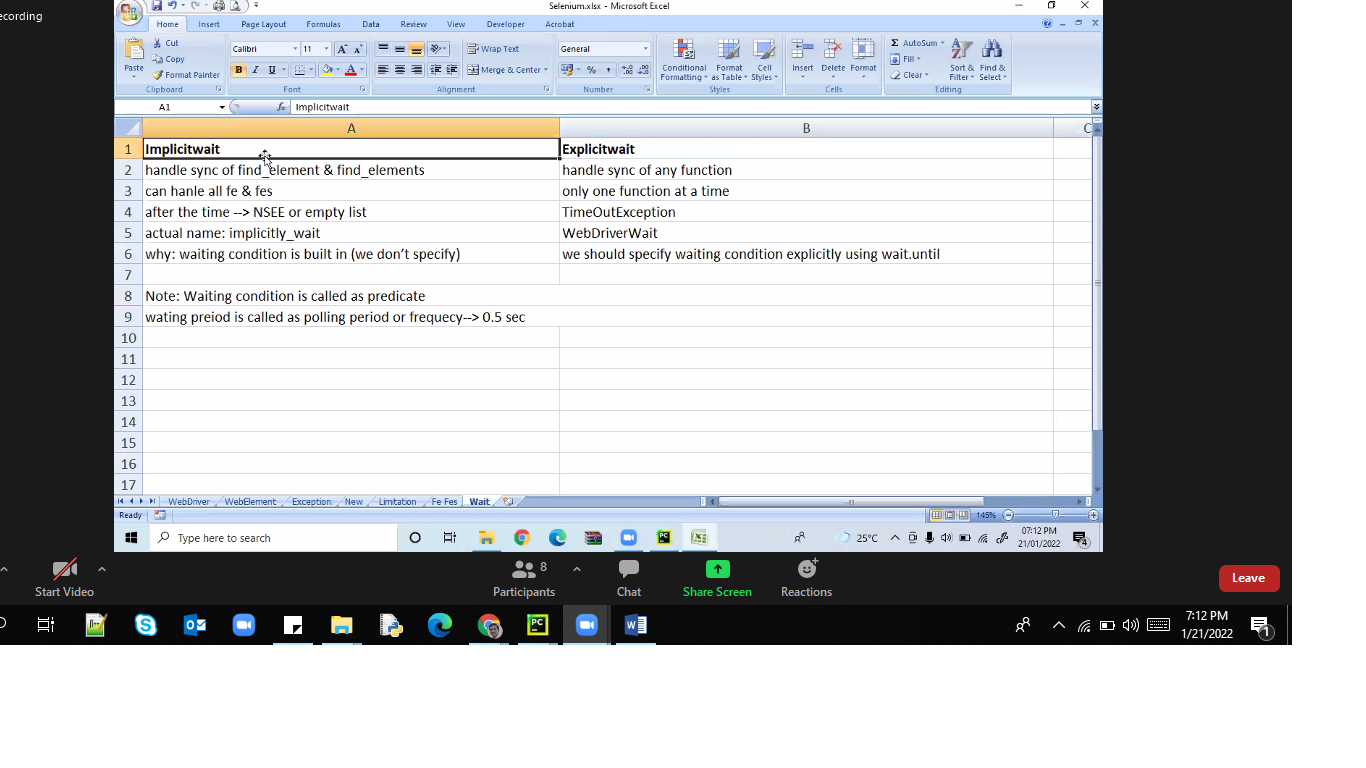 ecording
Selenium.xlsx - Microsoft Excel
Home Insert Page Layout Formulas Data Review View Developer Acrobat
Paste
Cut
Copy
Format Painter
Clipboard
Calibri 11
B I U
Font
Wrap Text
Merge & Center
Alignment
General
Number
Conditional Formatting
Format as Table
Cell Styles
Styles
Insert Delete Format
Cells
AutoSum
Fill
Clear
Sort & Filter
Find & Select
Editing
A1 fx Implicitwait
A B C
1 Implicitwait Explicitwait
2 handle sync of find_element & find_elements handle sync of any function
3 can hanle all fe & fes only one function at a time
4 after the time --> NSEE or empty list TimeOutException
5 actual name: implicitly_wait WebDriverWait
6 why: waiting condition is built in (we don't specify) we should specify waiting condition explicitly using wait.until
7
8 Note: Waiting condition is called as predicate
9 wating preiod is called as polling period or frequecy--> 0.5 sec
10
11
12
13
14
15
16
17
WebDriver WebElement Exception New Limitation Fe Fes Wait
Ready 145%
Type here to search 25°C 07:12 PM
21/01/2022
4
8
Start Video Participants Chat Share Screen Reactions Leave
7:12 PM
1/21/2022
1